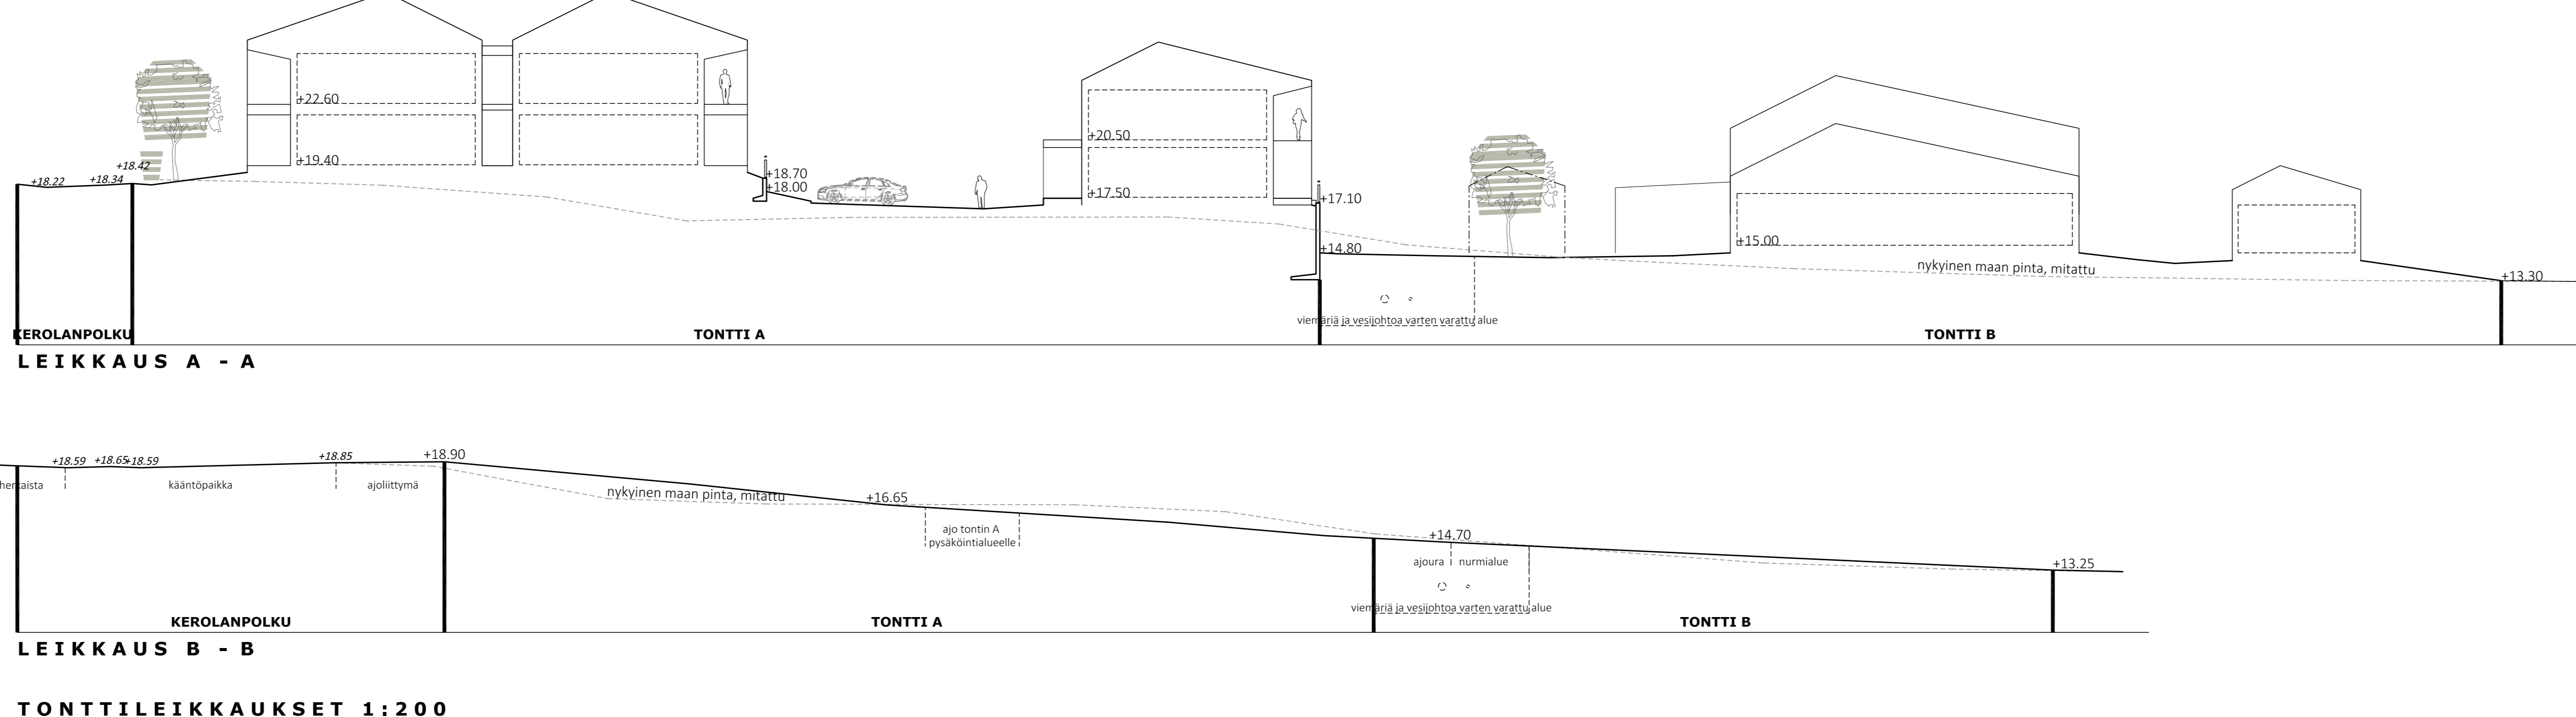 +22.60
+20.50
+19.40
+18.42
+18.34
+18.22
+18.70
+18.00
+17.50
+17.10
+15.00
+14.80
nykyinen maan pinta, mitattu
+13.30
viemäriä ja vesijohtoa varten varattu alue
KEROLANPOLKU
TONTTI A
TONTTI B
LEIKKAUS A - A
+18.59
+18.65
+18.59
+18.85
+18.90
kääntöpaikka
ajoliittymä
nykyinen maan pinta, mitattu
+16.65
ajo tontin A
pysäköintialueelle
+14.70
ajoura
nurmialue
+13.25
viemäriä ja vesijohtoa varten varattu alue
KEROLANPOLKU
TONTTI A
TONTTI B
LEIKKAUS B - B
TONTTILEIKKAUKSET 1:200